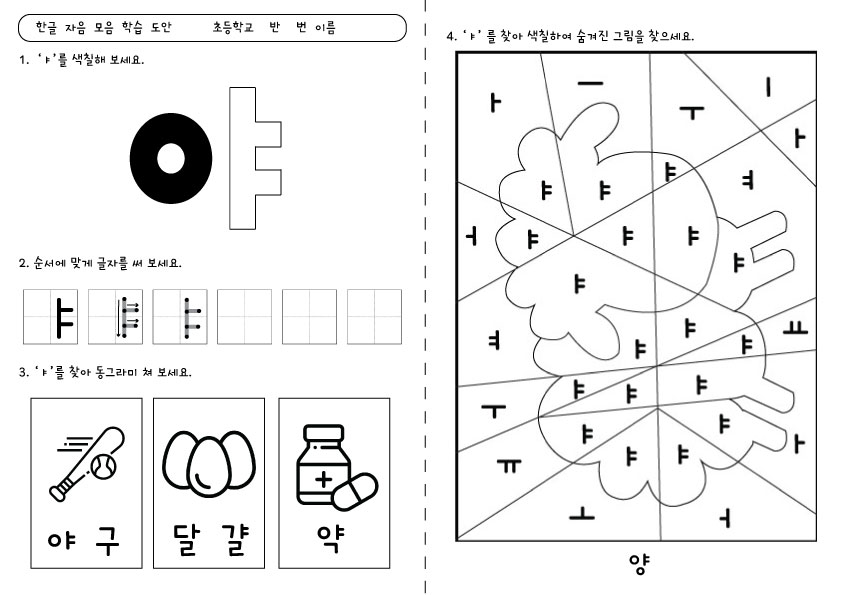 한글 자음 모음 학습 도안 초등학교 반 번 이름
1. 'ㅑ'를 색칠해 보세요.
야
2. 순서에 맞게 글자를 써 보세요.
ㅑ ㅑ ㅑ
3. 'ㅑ'를 찾아 동그라미 쳐 보세요.
야 구
달 걀
약
4. 'ㅑ' 를 찾아 색칠하여 숨겨진 그림을 찾으세요.
ㅏ ㅡ ㅜ ㅣ
ㅏ
ㅑ ㅑ ㅑ ㅕ
ㅓ ㅑ ㅑ ㅑ
ㅑ
ㅑ
ㅕ ㅑ ㅑ ㅑ ㅛ
ㅜ ㅑ ㅑ ㅑ
ㅑ ㅑ ㅏ
ㅠ ㅑ ㅑ
ㅗ ㅓ
양